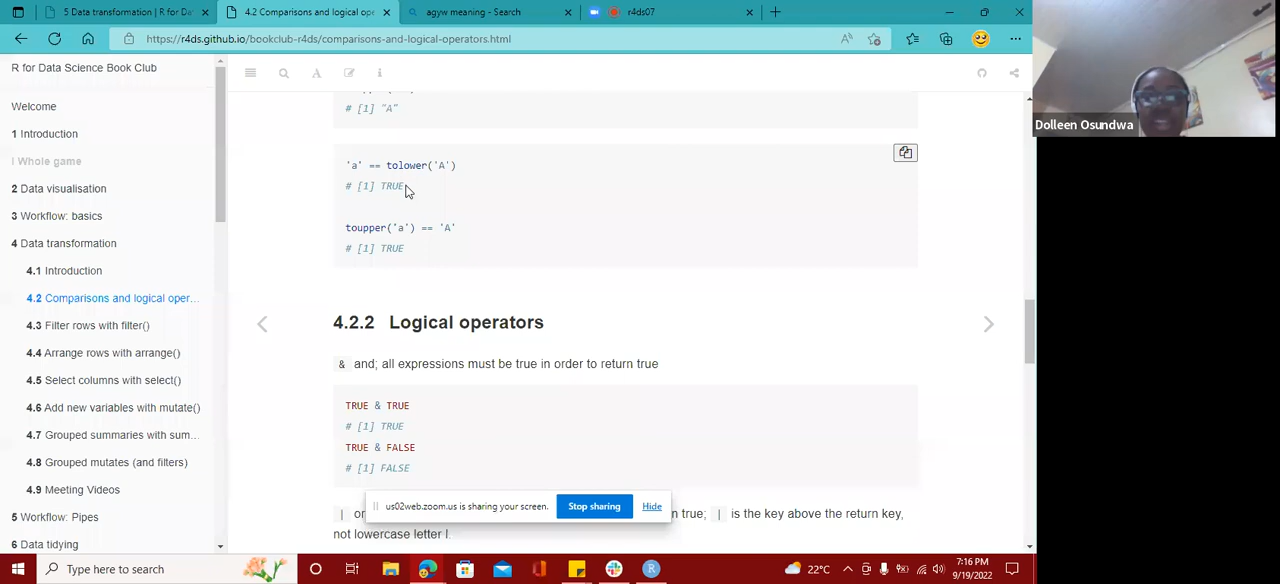 5 Data transformation | R for Dat
4.2 Comparisons and logical ope
agyw meaning - Search
r4ds07
https://r4ds.github.io/bookclub-r4ds/comparisons-and-logical-operators.html
R for Data Science Book Club
Welcome
1 Introduction
I Whole game
2 Data visualisation
3 Workflow: basics
4 Data transformation
4.1 Introduction
4.2 Comparisons and logical oper...
4.3 Filter rows with filter()
4.4 Arrange rows with arrange()
4.5 Select columns with select()
4.6 Add new variables with mutate()
4.7 Grouped summaries with sum...
4.8 Grouped mutates (and filters)
4.9 Meeting Videos
5 Workflow: Pipes
6 Data tidying
# [1] "A"
'a' == tolower('A')
# [1] TRUE
toupper('a') == 'A'
# [1] TRUE
4.2.2 Logical operators
& and; all expressions must be true in order to return true
TRUE & TRUE
# [1] TRUE
TRUE & FALSE
# [1] FALSE
us02web.zoom.us is sharing your screen. Stop sharing Hide
| or
n true; | is the key above the return key,
not lowercase letter l.
Dolleen Osundwa
Type here to search
22°C
7:16 PM
9/19/2022